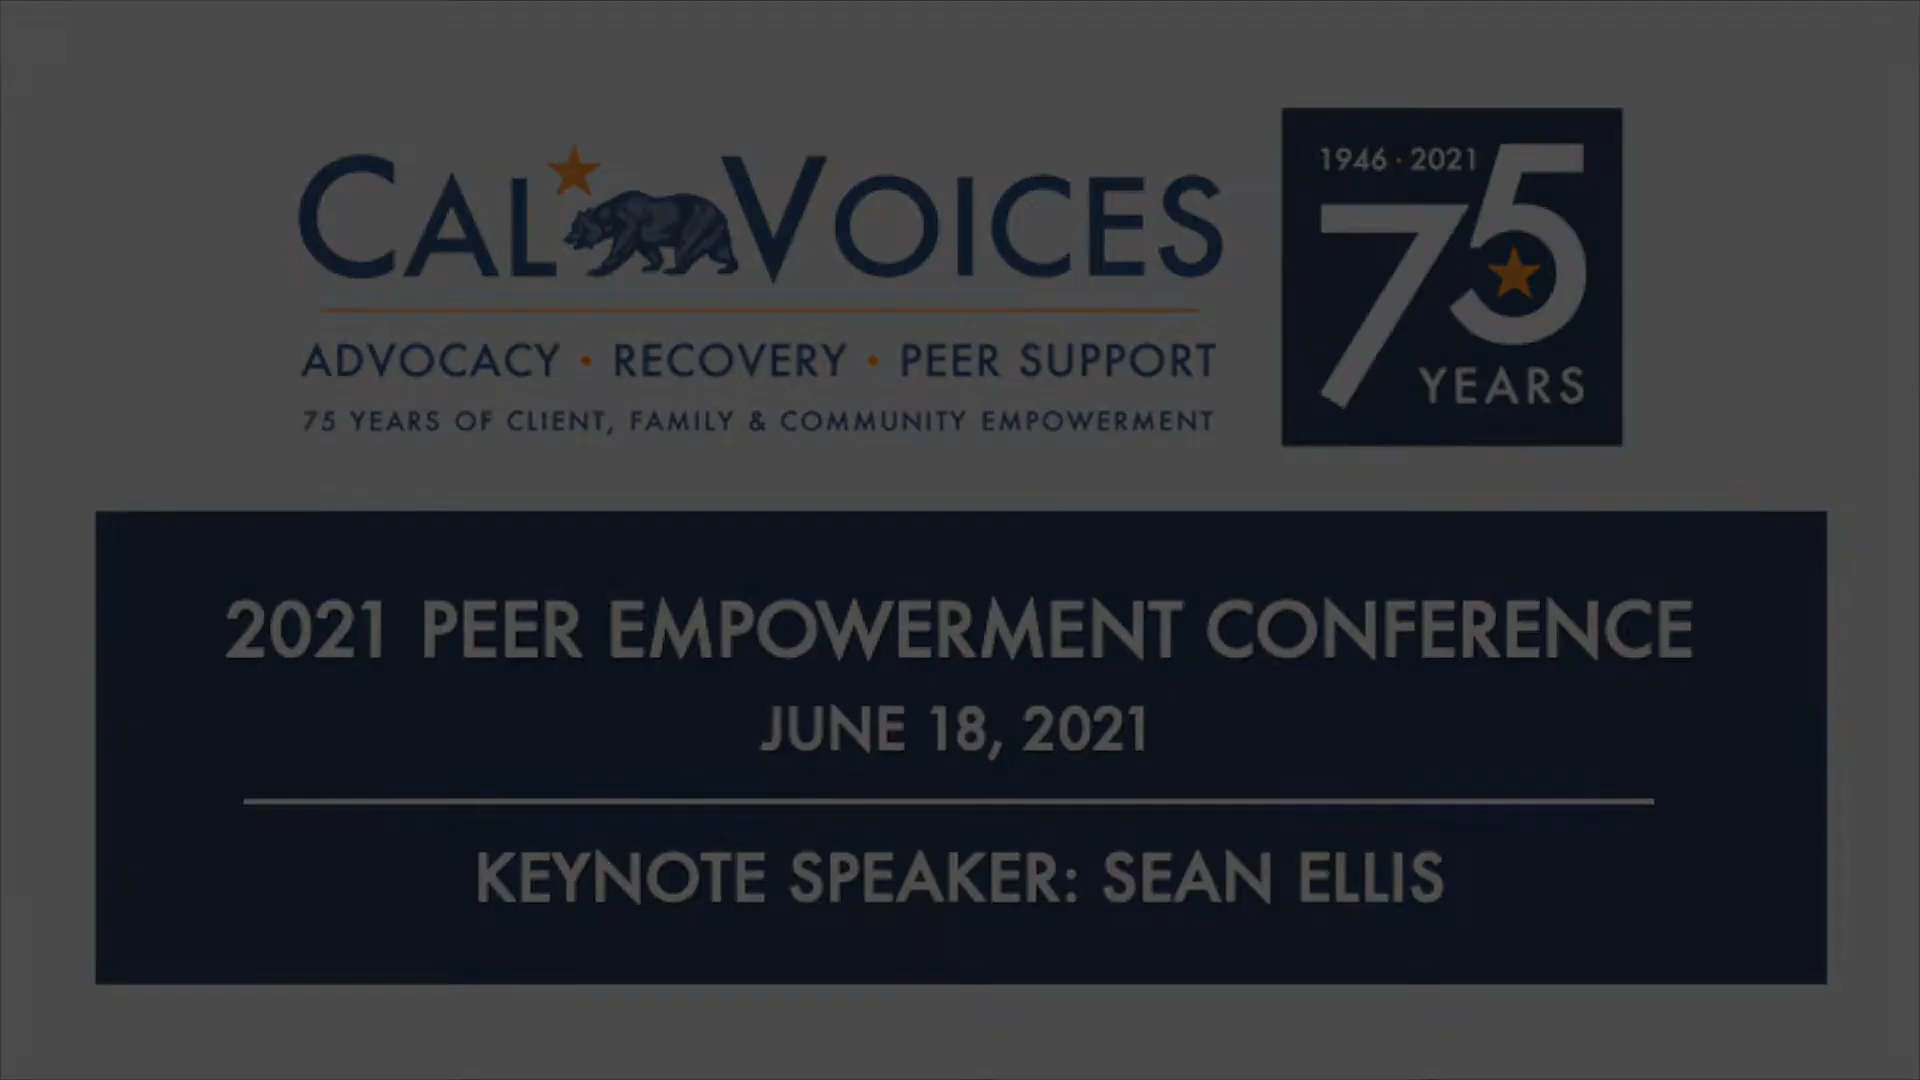 CAL VOICES
ADVOCACY • RECOVERY • PEER SUPPORT
75 YEARS OF CLIENT, FAMILY & COMMUNITY EMPOWERMENT
1946 · 2021
75
YEARS
2021 PEER EMPOWERMENT CONFERENCE
JUNE 18, 2021
KEYNOTE SPEAKER: SEAN ELLIS